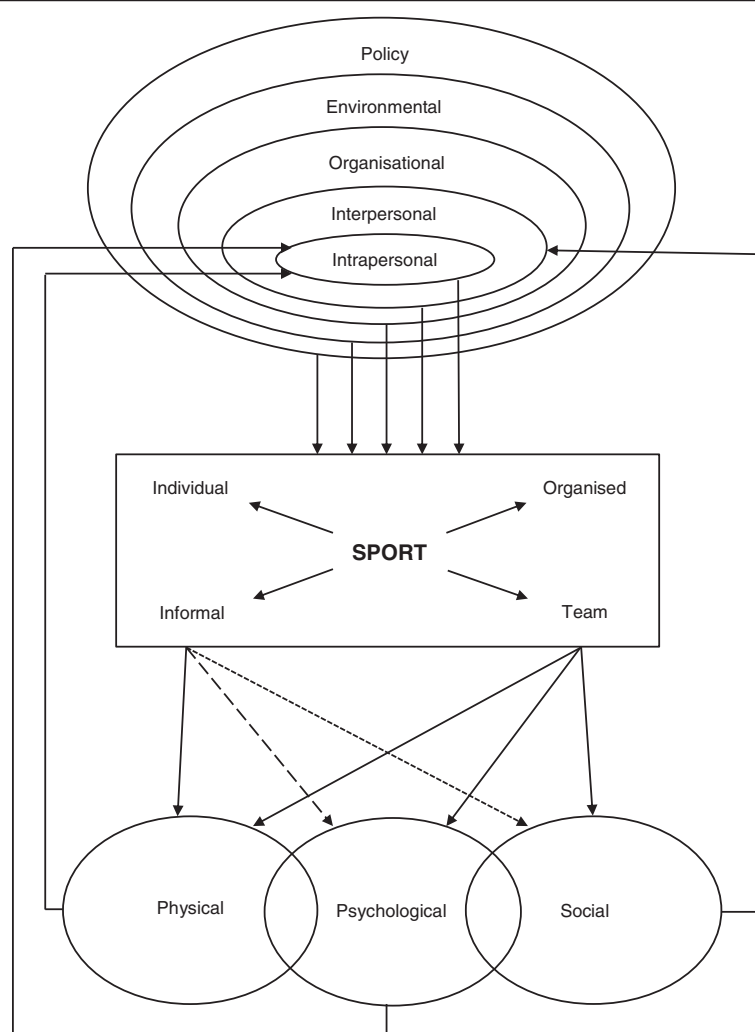 Policy
Environmental
Organisational
Interpersonal
Intrapersonal
Individual
Organised
SPORT
Informal
Team
Physical
Psychological
Social